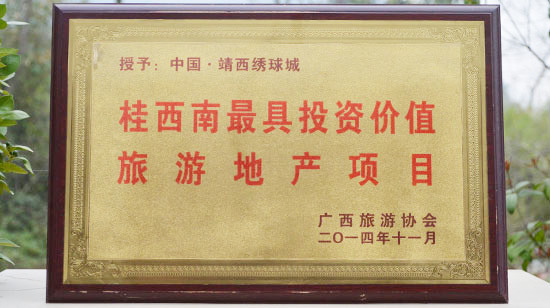 授予：中国·靖西绣球城
桂西南最具投资价值
旅游地产项目
广西旅游协会
二〇一四年十一月